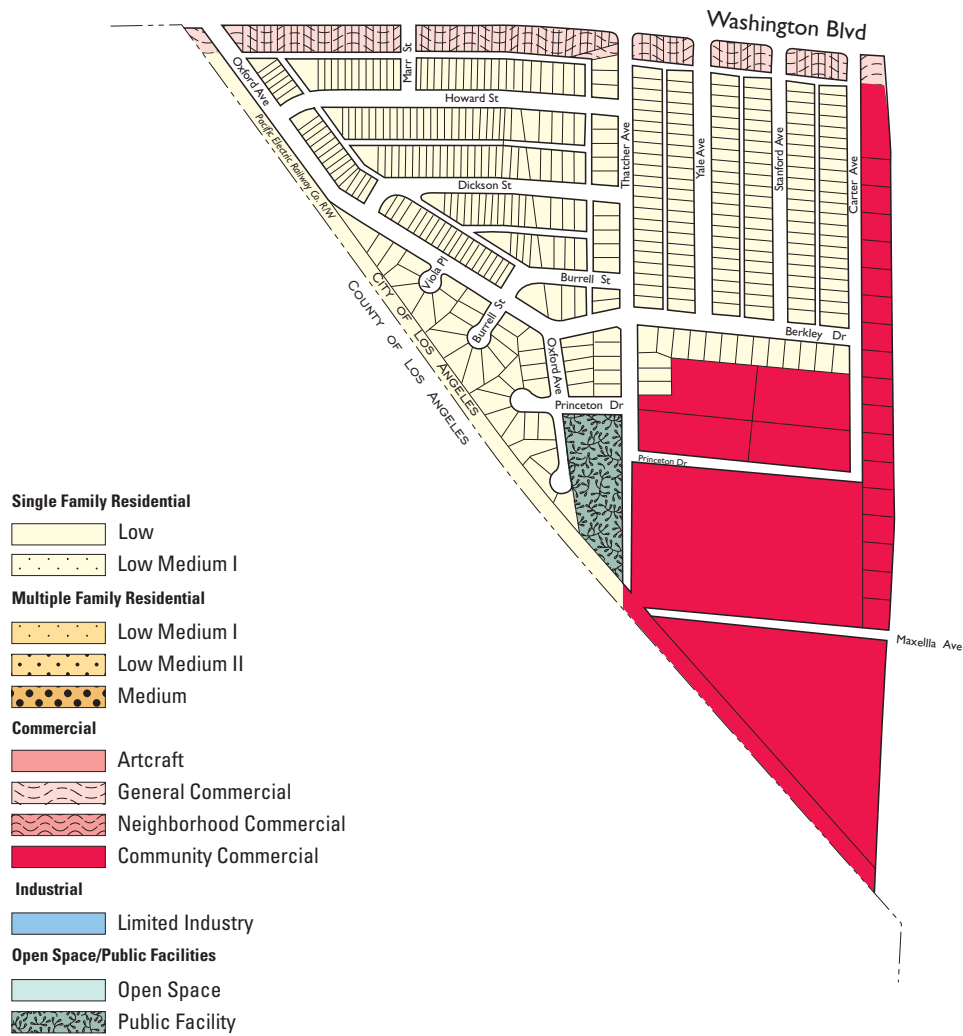 Washington Blvd
Oxford Ave
Marr St
Howard St
Pacific Electric Railway Co. R/W
Thatcher Ave
Yale Ave
Stanford Ave
Carter Ave
Dickson St
Viola Pl
Burrell St
Burrell St
Berkley Dr
CITY OF LOS ANGELES
COUNTY OF LOS ANGELES
Oxford Ave
Princeton Dr
Princeton Dr
Maxellla Ave
Single Family Residential
Low
Low Medium I
Multiple Family Residential
Low Medium I
Low Medium II
Medium
Commercial
Artcraft
General Commercial
Neighborhood Commercial
Community Commercial
Industrial
Limited Industry
Open Space/Public Facilities
Open Space
Public Facility